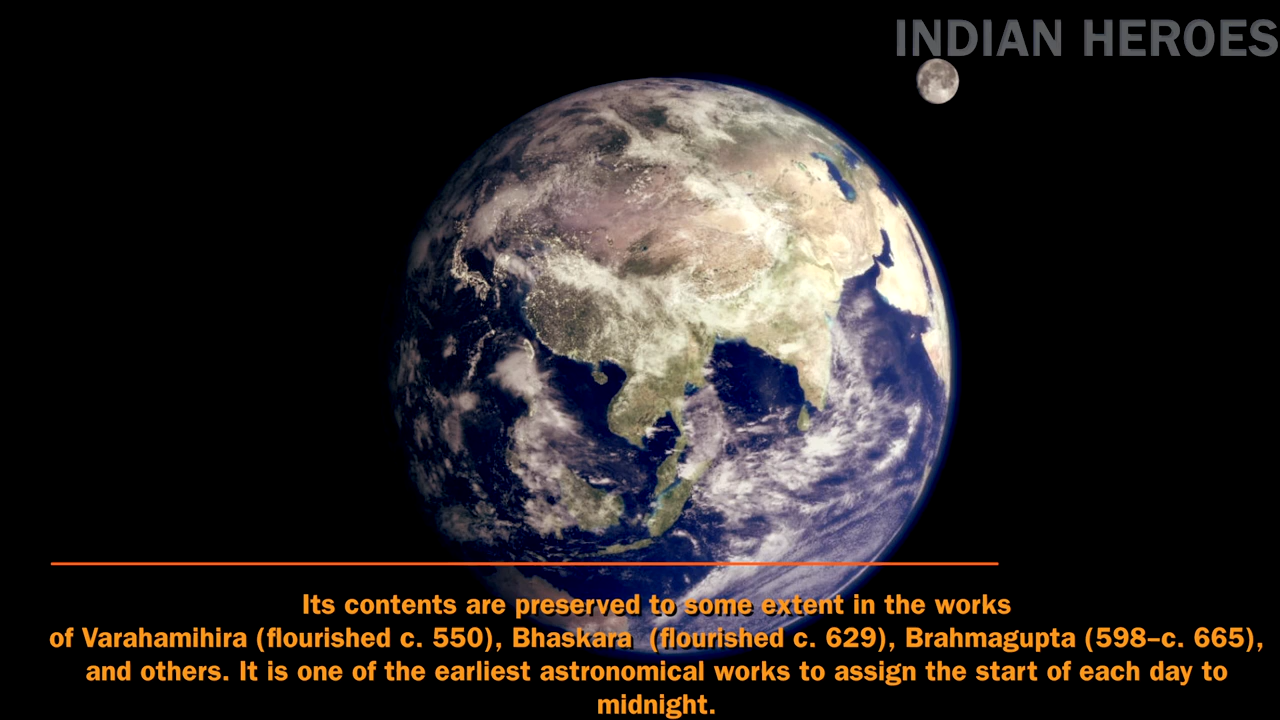 INDIAN HEROES
Its contents are preserved to some extent in the works
of Varahamihira (flourished c. 550), Bhaskara (flourished c. 629), Brahmagupta (598–c. 665),
and others. It is one of the earliest astronomical works to assign the start of each day to
midnight.